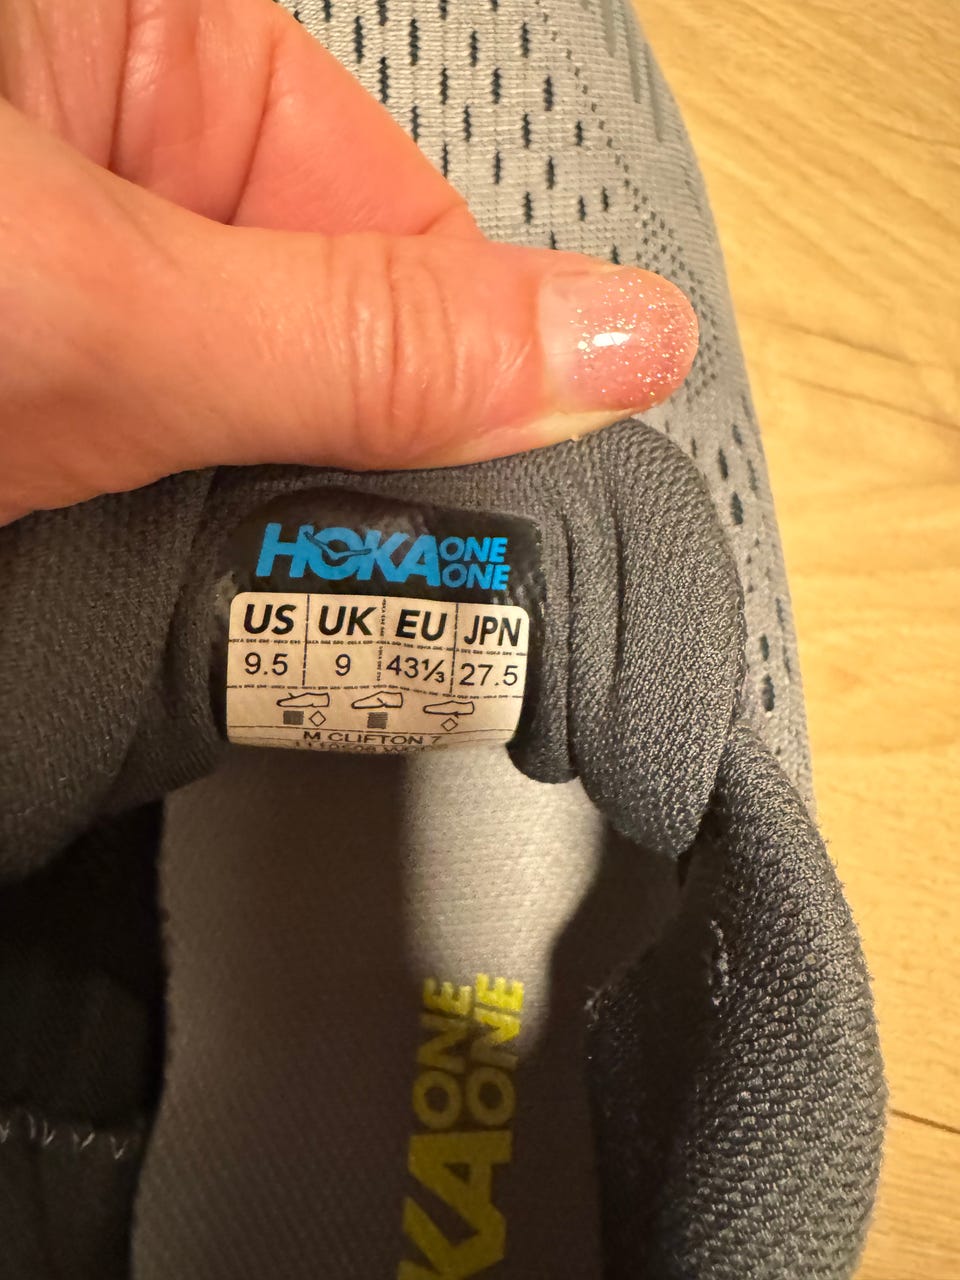 HOKA ONE ONE
US UK EU JPN
9.5 9 43⅓ 27.5
M CLIFTON 7
KA ONE ONE